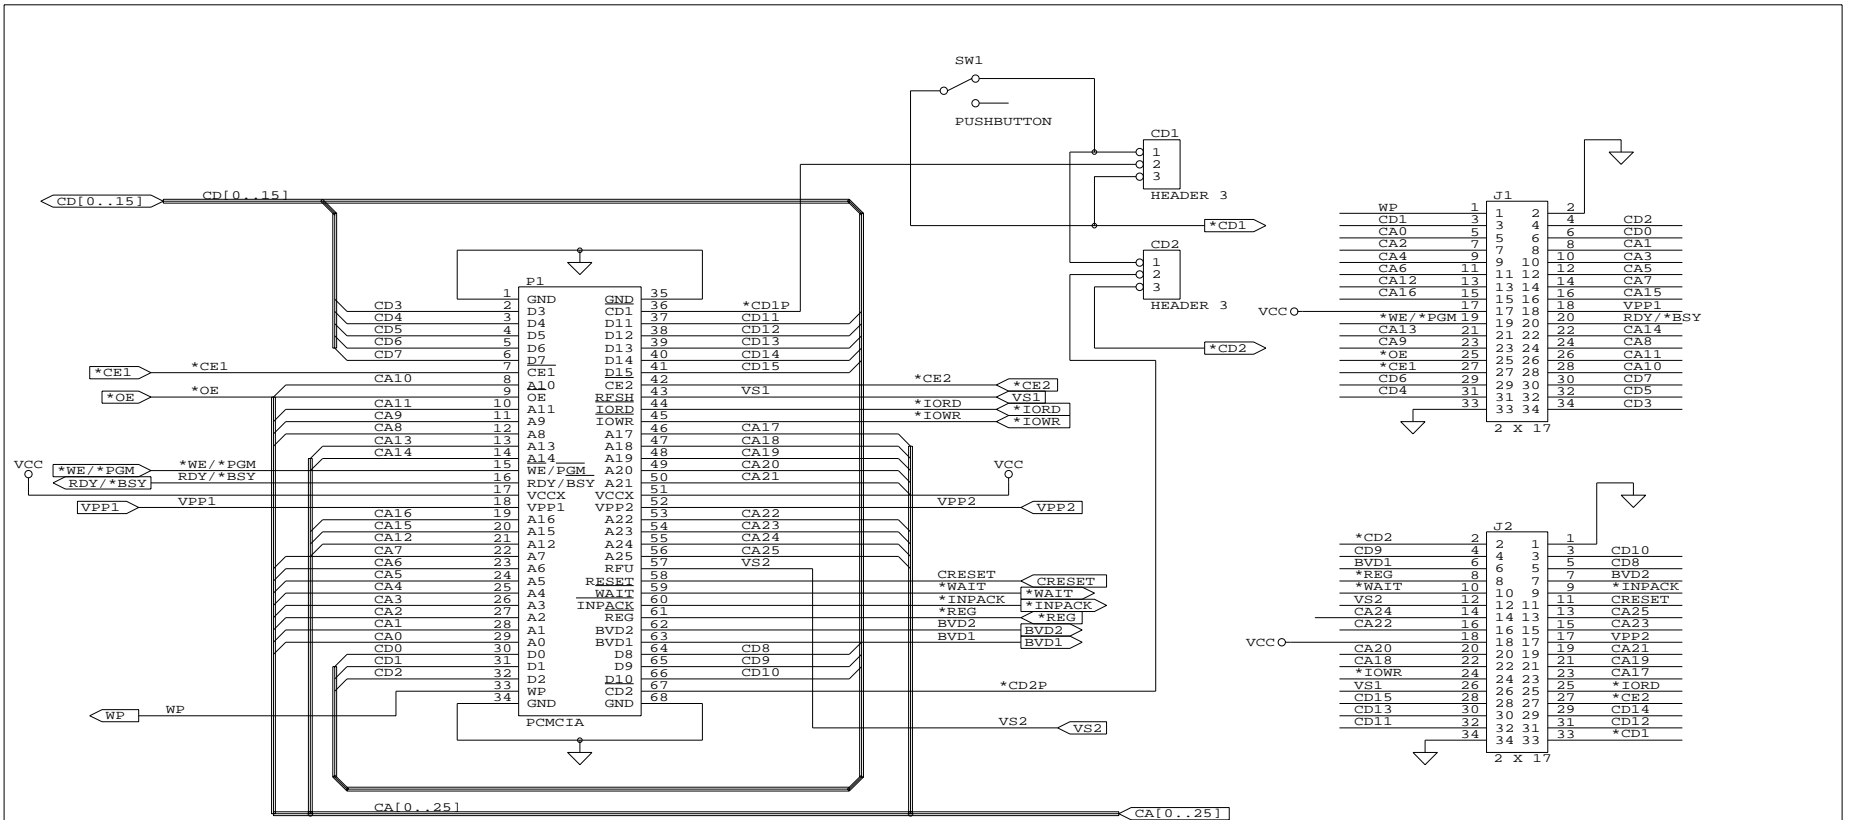 SW1
PUSHBUTTON
CD1
1
2
3
HEADER 3
*CD1
CD2
1
2
3
HEADER 3
*CD2
CD[0..15] CD[0..15]
P1
1 GND GND 35
CD3 2 D3 CD1 36 *CD1P
CD4 3 D4 D11 37 CD11
CD5 4 D5 D12 38 CD12
CD6 5 D6 D13 39 CD13
CD7 6 D7 D14 40 CD14
*CE1 *CE1 7 CE1 D15 41 CD15
CA10 8 A10 CE2 42 *CE2 *CE2
*OE *OE 9 OE RFSH 43 VS1 VS1
CA11 10 A11 IORD 44 *IORD *IORD
CA9 11 A9 IOWR 45 *IOWR *IOWR
CA8 12 A8 A17 46 CA17
CA13 13 A13 A18 47 CA18
CA14 14 A14 A19 48 CA19
*WE/*PGM *WE/*PGM 15 WE/PGM A20 49 CA20
RDY/*BSY RDY/*BSY 16 RDY/BSY A21 50 CA21
VCC 17 VCCX VCCX 51 VCC
VPP1 VPP1 18 VPP1 VPP2 52 VPP2 VPP2
CA16 19 A16 A22 53 CA22
CA15 20 A15 A23 54 CA23
CA12 21 A12 A24 55 CA24
CA7 22 A7 A25 56 CA25
CA6 23 A6 RFU 57 VS2
CA5 24 A5 RESET 58 CRESET CRESET
CA4 25 A4 WAIT 59 *WAIT *WAIT
CA3 26 A3 INPACK 60 *INPACK *INPACK
CA2 27 A2 REG 61 *REG *REG
CA1 28 A1 BVD2 62 BVD2 BVD2
CA0 29 A0 BVD1 63 BVD1 BVD1
CD0 30 D0 D8 64 CD8
CD1 31 D1 D9 65 CD9
CD2 32 D2 D10 66 CD10
33 WP CD2 67 *CD2P
34 GND GND 68
WP WP
PCMCIA
VS2 VS2
CA[0..25] CA[0..25]
J1
WP 1 1 2 2
CD1 3 3 4 4 CD2
CA0 5 5 6 6 CD0
CA2 7 7 8 8 CA1
CA4 9 9 10 10 CA3
CA6 11 11 12 12 CA5
CA12 13 13 14 14 CA7
CA16 15 15 16 16 CA15
VCC 17 17 18 18 VPP1
*WE/*PGM 19 19 20 20 RDY/*BSY
CA13 21 21 22 22 CA14
CA9 23 23 24 24 CA8
*OE 25 25 26 26 CA11
*CE1 27 27 28 28 CA10
CD6 29 29 30 30 CD7
CD4 31 31 32 32 CD5
33 33 34 34 CD3
2 X 17
J2
*CD2 2 2 1 1
CD9 4 4 3 3 CD10
BVD1 6 6 5 5 CD8
*REG 8 8 7 7 BVD2
*WAIT 10 10 9 9 *INPACK
VS2 12 12 11 11 CRESET
CA24 14 14 13 13 CA25
CA22 16 16 15 15 CA23
VCC 18 18 17 17 VPP2
CA20 20 20 19 19 CA21
CA18 22 22 21 21 CA19
*IOWR 24 24 23 23 CA17
VS1 26 26 25 25 *IORD
CD15 28 28 27 27 *CE2
CD13 30 30 29 29 CD14
CD11 32 32 31 31 CD12
34 34 33 33 *CD1
2 X 17